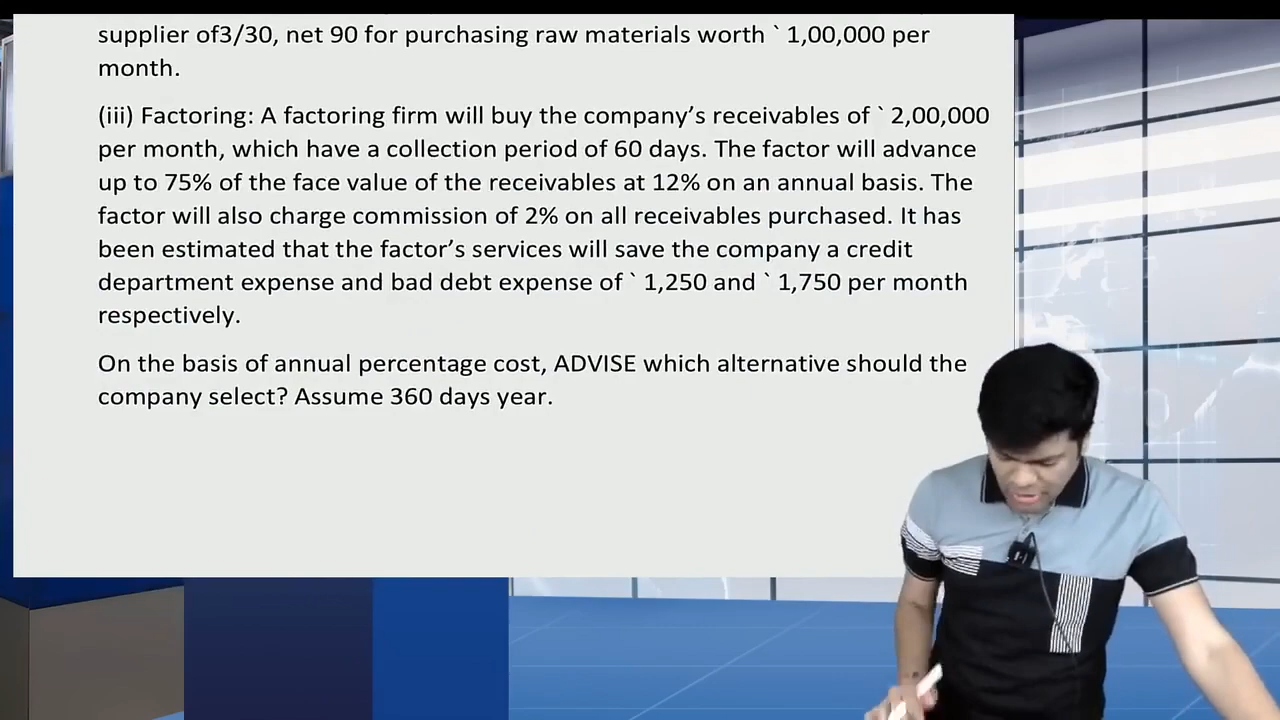 supplier of3/30, net 90 for purchasing raw materials worth ` 1,00,000 per
month.
(iii) Factoring: A factoring firm will buy the company’s receivables of ` 2,00,000
per month, which have a collection period of 60 days. The factor will advance
up to 75% of the face value of the receivables at 12% on an annual basis. The
factor will also charge commission of 2% on all receivables purchased. It has
been estimated that the factor’s services will save the company a credit
department expense and bad debt expense of ` 1,250 and ` 1,750 per month
respectively.
On the basis of annual percentage cost, ADVISE which alternative should the
company select? Assume 360 days year.